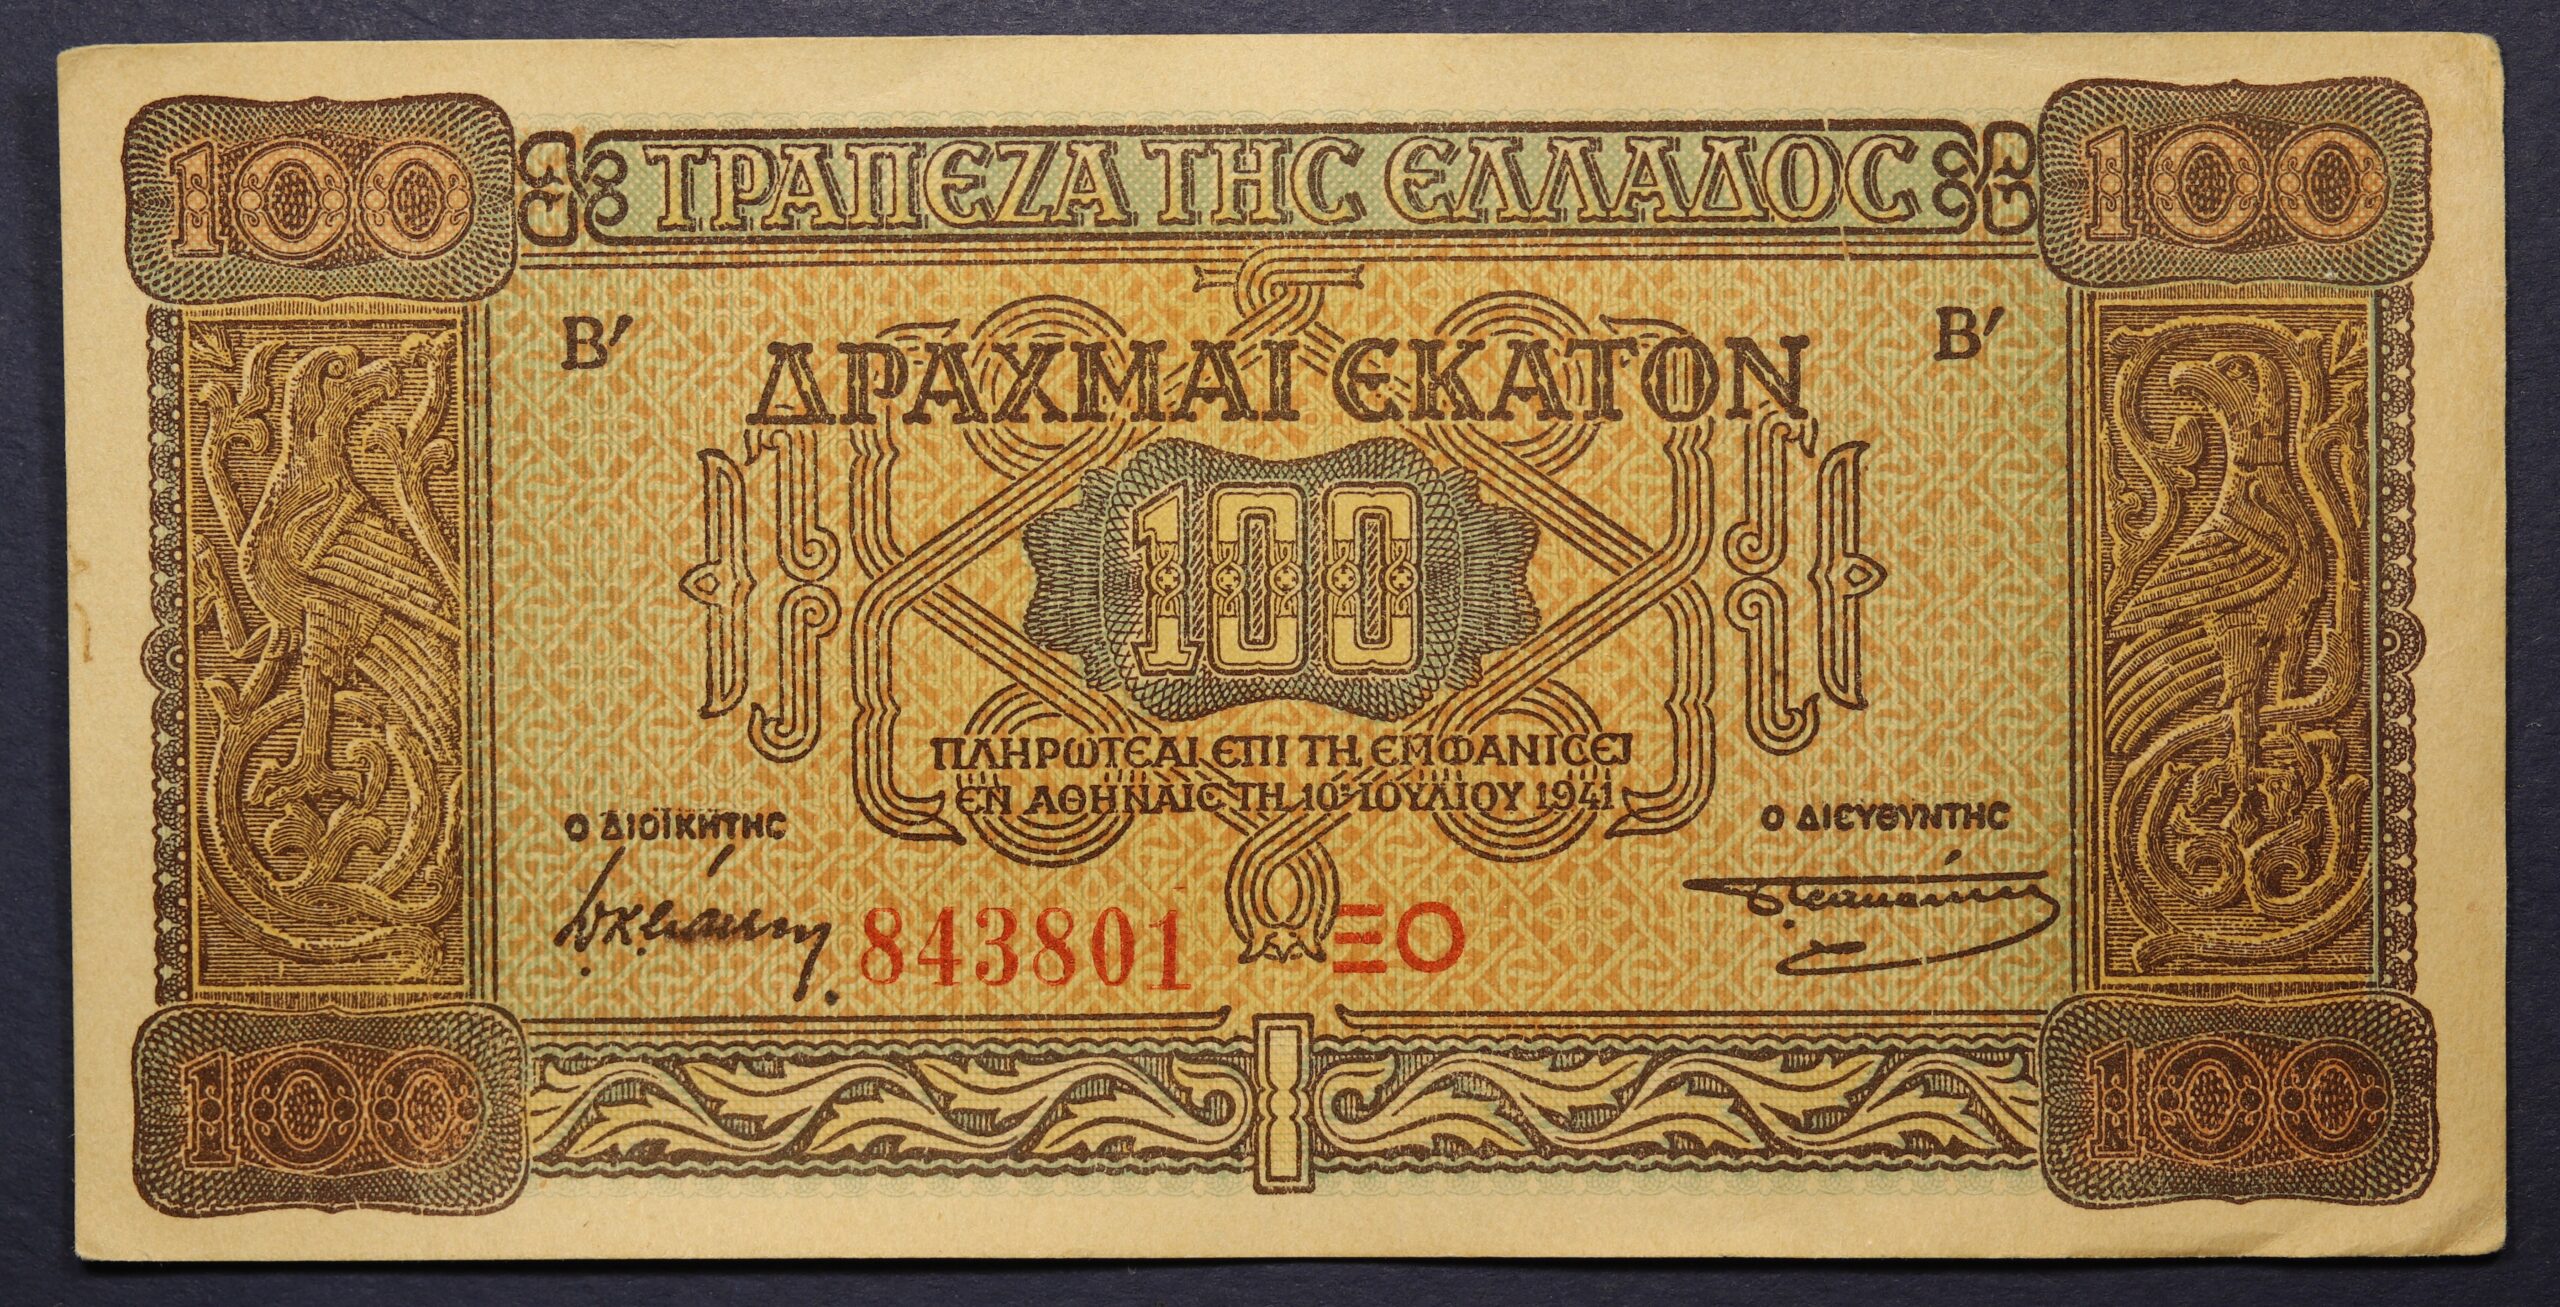 100 ΤΡΑΠΕΖΑ ΤΗΣ ΕΛΛΑΔΟΣ 100
Β′ Β′
ΔΡΑΧΜΑΙ ΕΚΑΤΟΝ
100
ΠΛΗΡΩΤΕΑΙ ΕΠΙ ΤΗ ΕΜΦΑΝΙΣΕΙ
ΕΝ ΑΘΗΝΑΙΣ ΤΗ 10 ΙΟΥΛΙΟΥ 1941
Ο ΔΙΟΙΚΗΤΗΣ Ο ΔΙΕΥΘΥΝΤΗΣ
843801 ΞΟ
100 100